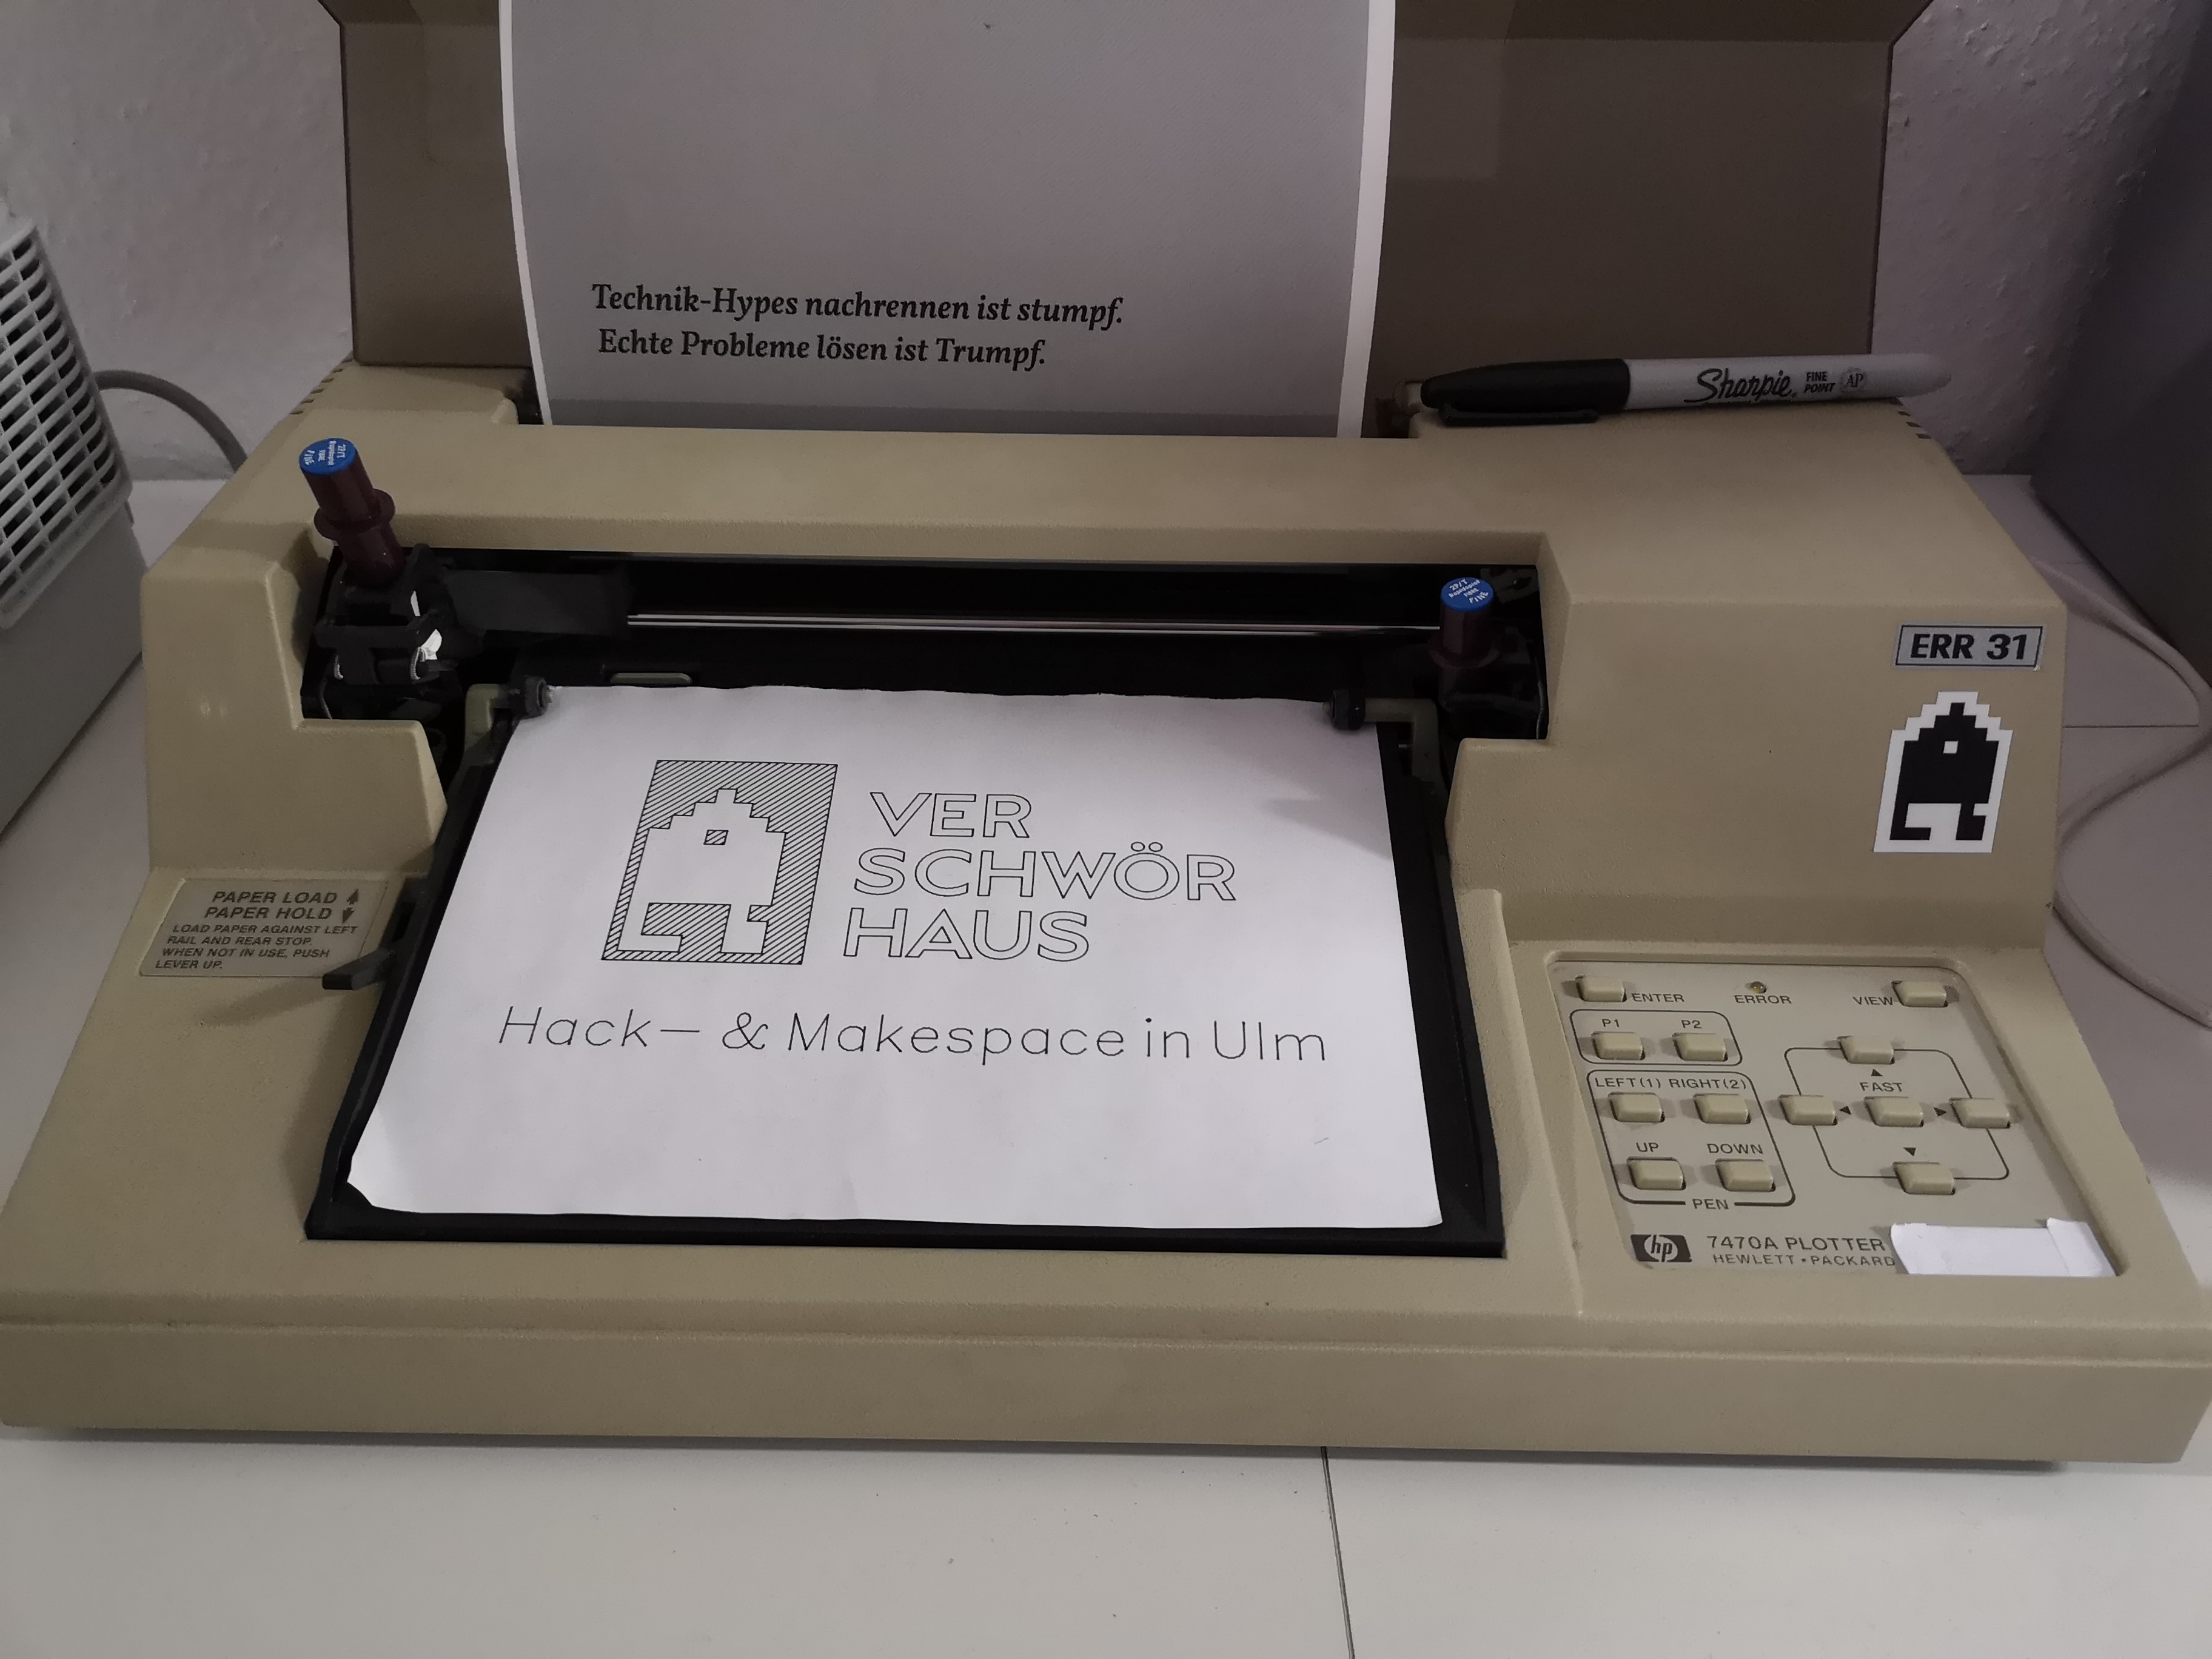 Technik-Hypes nachrennen ist stumpf.
Echte Probleme lösen ist Trumpf.
Sharpie. FINE POINT AP
ERR 31
VER
SCHWÖR
HAUS
Hack- & Makespace in Ulm
PAPER LOAD
PAPER HOLD
LOAD PAPER AGAINST LEFT
RAIL AND REAR STOP.
WHEN NOT IN USE, PUSH
LEVER UP.
ENTER ERROR VIEW
P1 P2
LEFT(1) RIGHT(2) FAST
UP DOWN
PEN
hp 7470A PLOTTER
HEWLETT • PACKARD